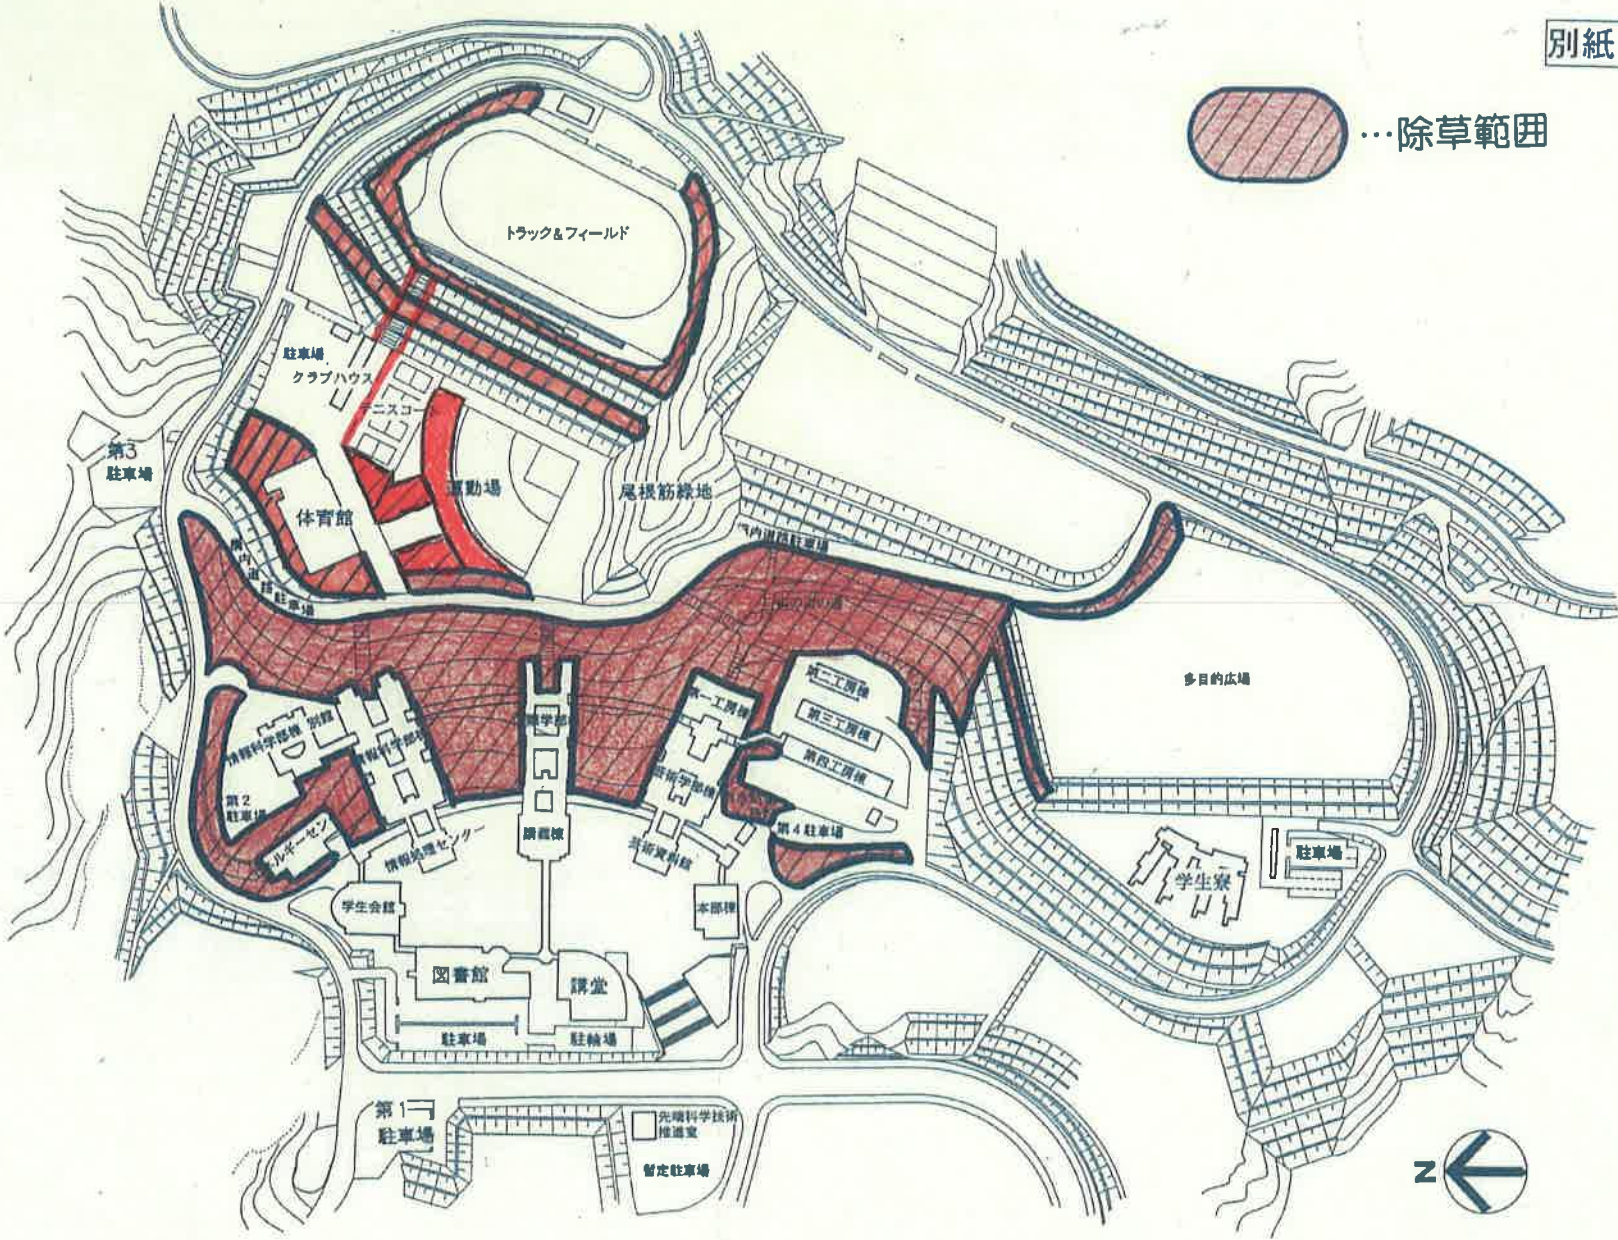 別紙
…除草範囲
トラック&フィールド
駐車場
クラブハウス
テニスコー
第3
駐車場
体育館
運動場
尾根筋緑地
構内道路駐車場
構内道路駐車場
多目的広場
第一工房棟
第二工房棟
第三工房棟
第四工房棟
情報科学部棟 別館
情報科学部棟
際学部
芸術学部棟
第2
駐車場
第4駐車場
情報処理センター
講義棟
芸術資料館
学生寮
駐車場
学生会館
本部棟
図書館
講堂
駐車場
駐輪場
第1
駐車場
先端科学技術
推進室
暫定駐車場
N